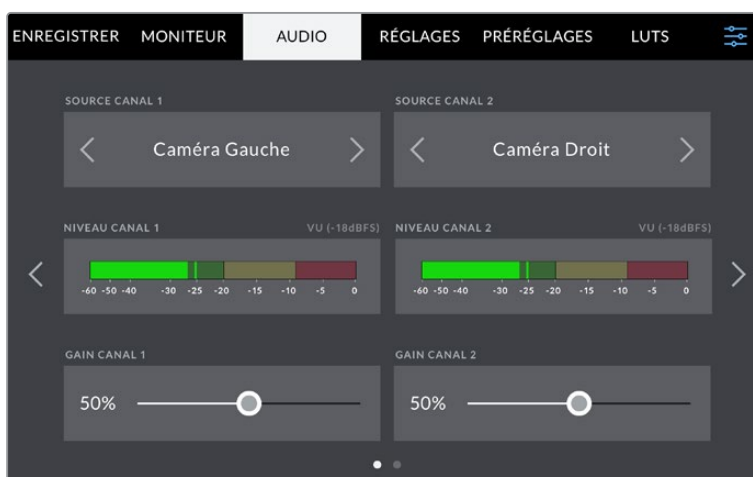 ENREGISTRER MONITEUR AUDIO RÉGLAGES PRÉRÉGLAGES LUTS
SOURCE CANAL 1 SOURCE CANAL 2
Caméra Gauche Caméra Droit
NIVEAU CANAL 1 VU (-18dBFS) NIVEAU CANAL 2 VU (-18dBFS)
-60 -50 -40 -30 -25 -20 -15 -10 -5 0 -60 -50 -40 -30 -25 -20 -15 -10 -5 0
GAIN CANAL 1 GAIN CANAL 2
50% 50%